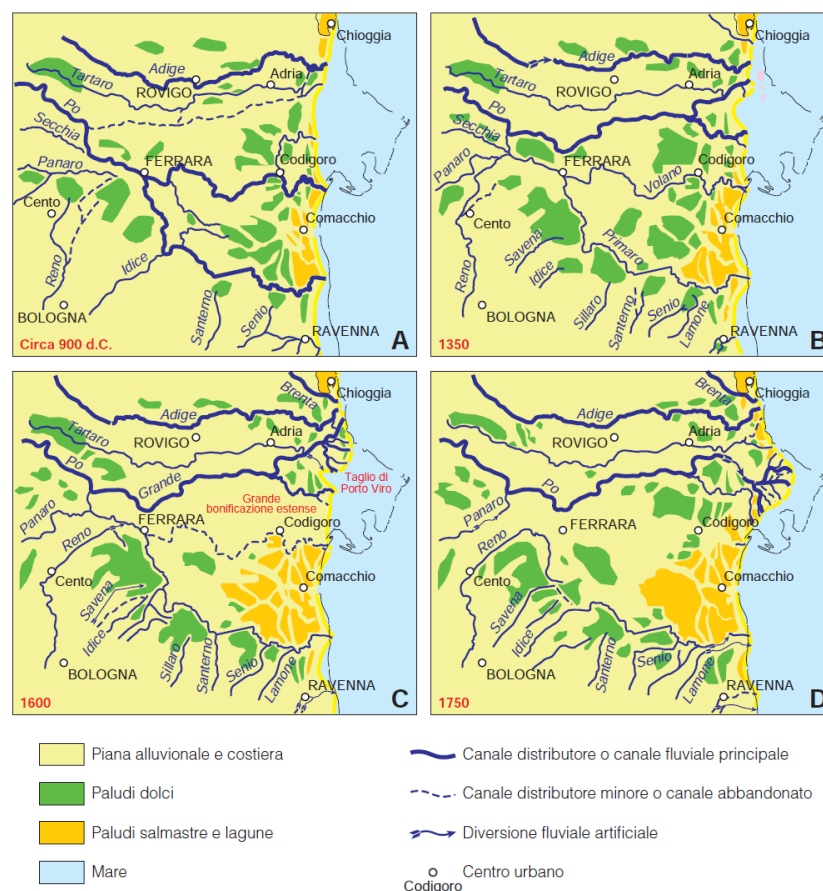 Chioggia
Adige
ROVIGO
Adria
Tartaro
Po
Secchia
Panaro
FERRARA
Codigoro
Cento
Comacchio
Reno
Idice
BOLOGNA
Santerno
Senio
RAVENNA
Circa 900 d.C.
A
Chioggia
Adige
ROVIGO
Adria
Tartaro
Po
Secchia
Panaro
FERRARA
Codigoro
Volano
Cento
Comacchio
Savena
Primaro
Reno
Idice
Sillaro
Santerno
Senio
Lamone
BOLOGNA
RAVENNA
1350
B
Brenta
Chioggia
Adige
Tartaro
ROVIGO
Adria
Po
Grande
Taglio di
Porto Viro
Grande
bonificazione estense
Panaro
FERRARA
Codigoro
Reno
Cento
Comacchio
Savena
Idice
Sillaro
Santerno
Senio
Lamone
BOLOGNA
RAVENNA
1600
C
Brenta
Chioggia
Adige
ROVIGO
Adria
Tartaro
Po
Panaro
FERRARA
Codigoro
Reno
Cento
Comacchio
Savena
Idice
Santerno
Senio
Lamone
BOLOGNA
RAVENNA
1750
D
Piana alluvionale e costiera
Paludi dolci
Paludi salmastre e lagune
Mare
Canale distributore o canale fluviale principale
Canale distributore minore o canale abbandonato
Diversione fluviale artificiale
Centro urbano
Codigoro